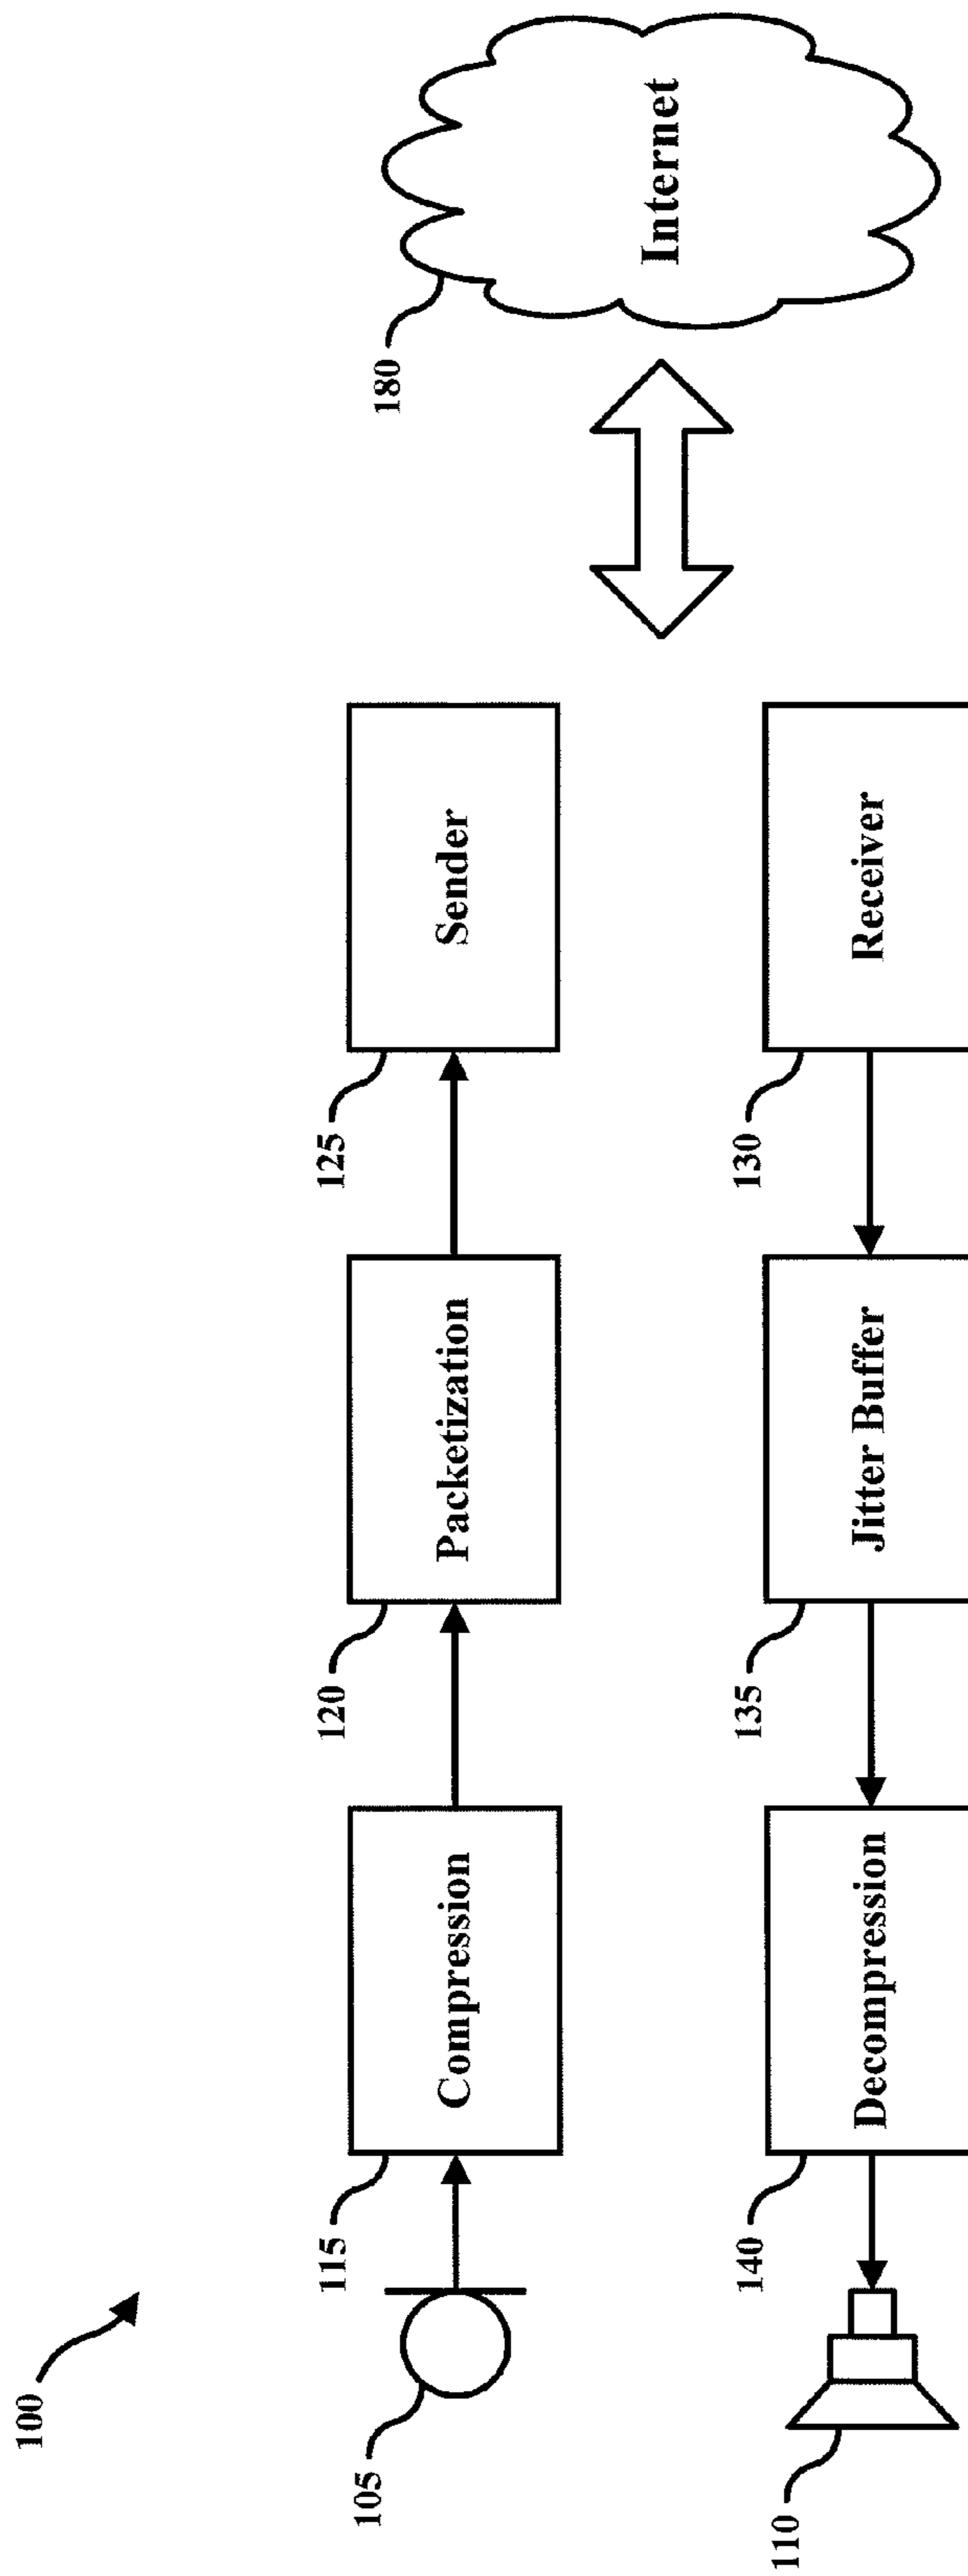 100
105
115
Compression
120
Packetization
125
Sender
180
Internet
110
140
Decompression
135
Jitter Buffer
130
Receiver